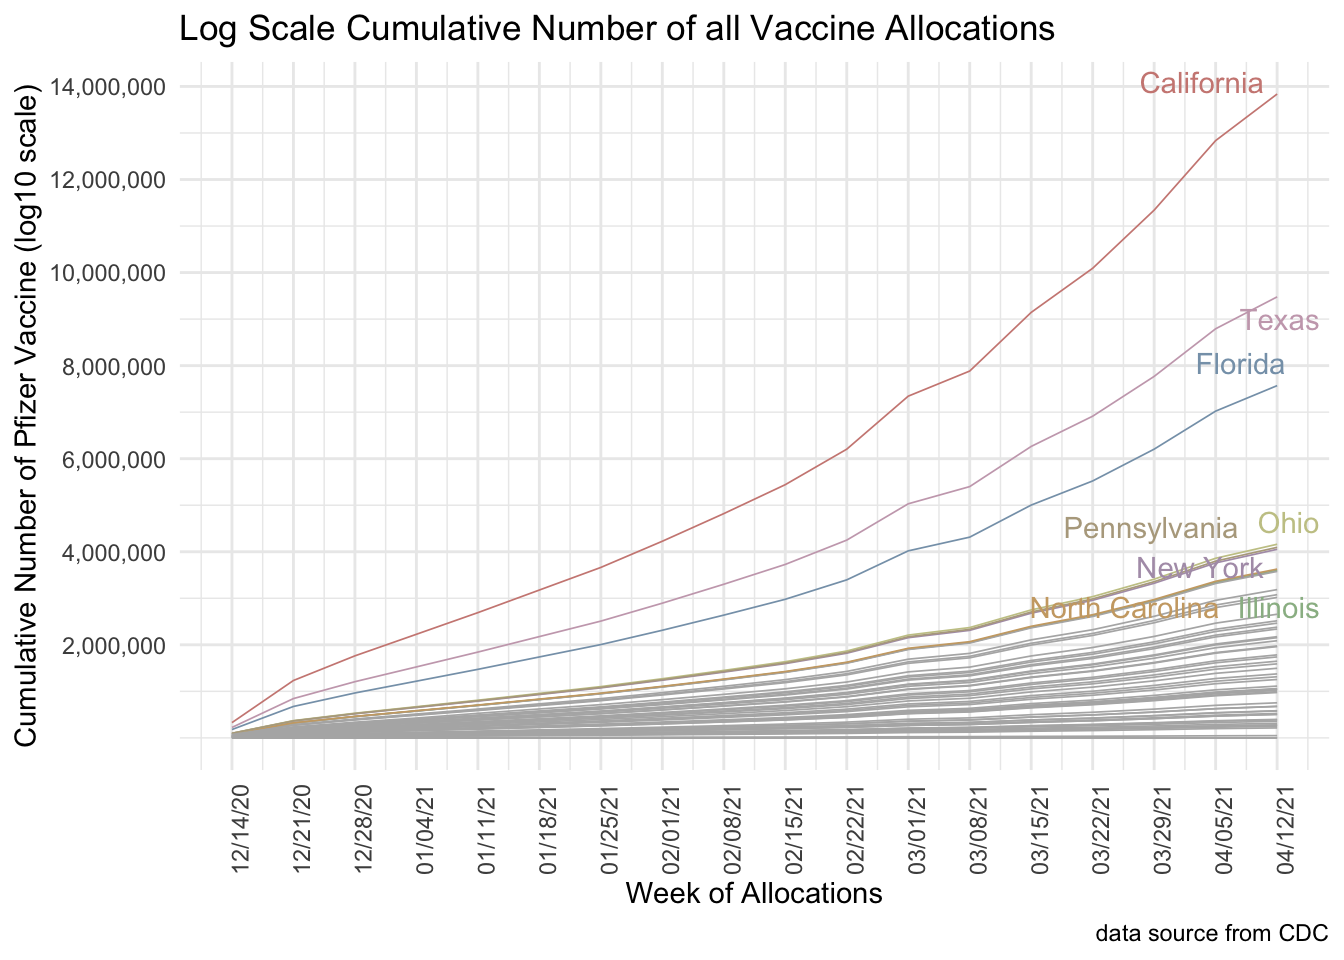 Log Scale Cumulative Number of all Vaccine Allocations
Cumulative Number of Pfizer Vaccine (log10 scale)
14,000,000
12,000,000
10,000,000
8,000,000
6,000,000
4,000,000
2,000,000
California
Texas
Florida
Ohio
Pennsylvania
New York
North Carolina
Illinois
12/14/20
12/21/20
12/28/20
01/04/21
01/11/21
01/18/21
01/25/21
02/01/21
02/08/21
02/15/21
02/22/21
03/01/21
03/08/21
03/15/21
03/22/21
03/29/21
04/05/21
04/12/21
Week of Allocations
data source from CDC